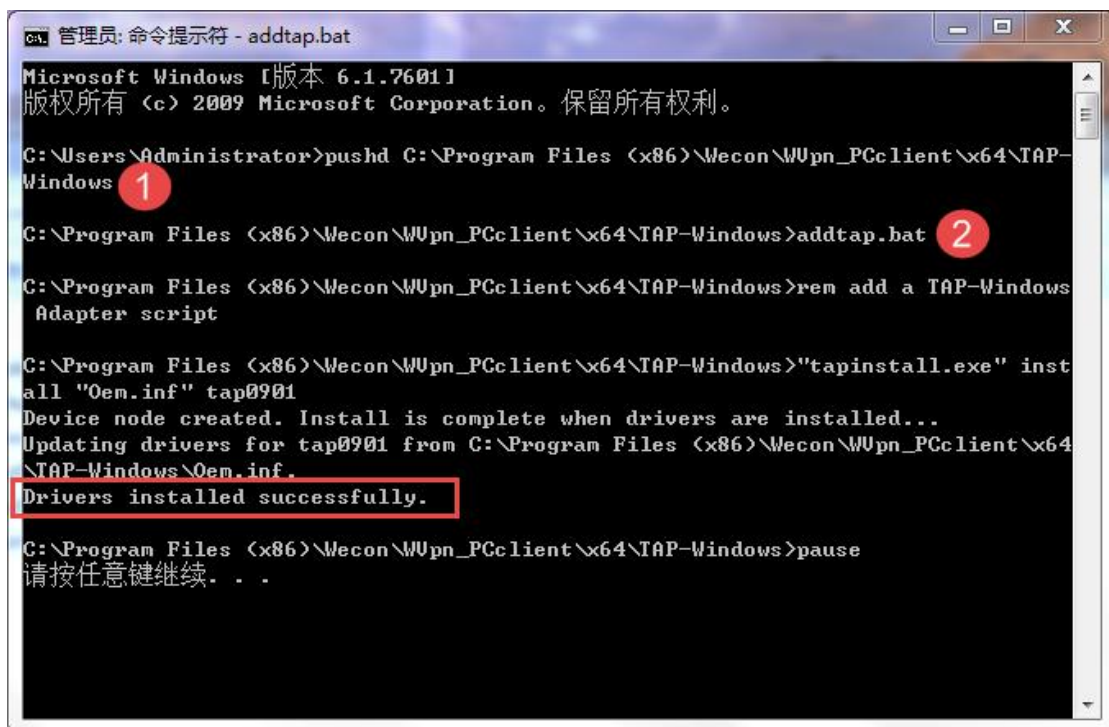 管理员: 命令提示符 - addtap.bat
Microsoft Windows [版本 6.1.7601]
版权所有 (c) 2009 Microsoft Corporation。保留所有权利。
C:\Users\Administrator>pushd C:\Program Files (x86)\Wecon\WVpn_PCclient\x64\TAP-
Windows 1
C:\Program Files (x86)\Wecon\WVpn_PCclient\x64\TAP-Windows>addtap.bat 2
C:\Program Files (x86)\Wecon\WVpn_PCclient\x64\TAP-Windows>rem add a TAP-Windows
Adapter script
C:\Program Files (x86)\Wecon\WVpn_PCclient\x64\TAP-Windows>"tapinstall.exe" inst
all "Oem.inf" tap0901
Device node created. Install is complete when drivers are installed...
Updating drivers for tap0901 from C:\Program Files (x86)\Wecon\WVpn_PCclient\x64
\TAP-Windows\Oem.inf.
Drivers installed successfully.
C:\Program Files (x86)\Wecon\WVpn_PCclient\x64\TAP-Windows>pause
请按任意键继续. . .